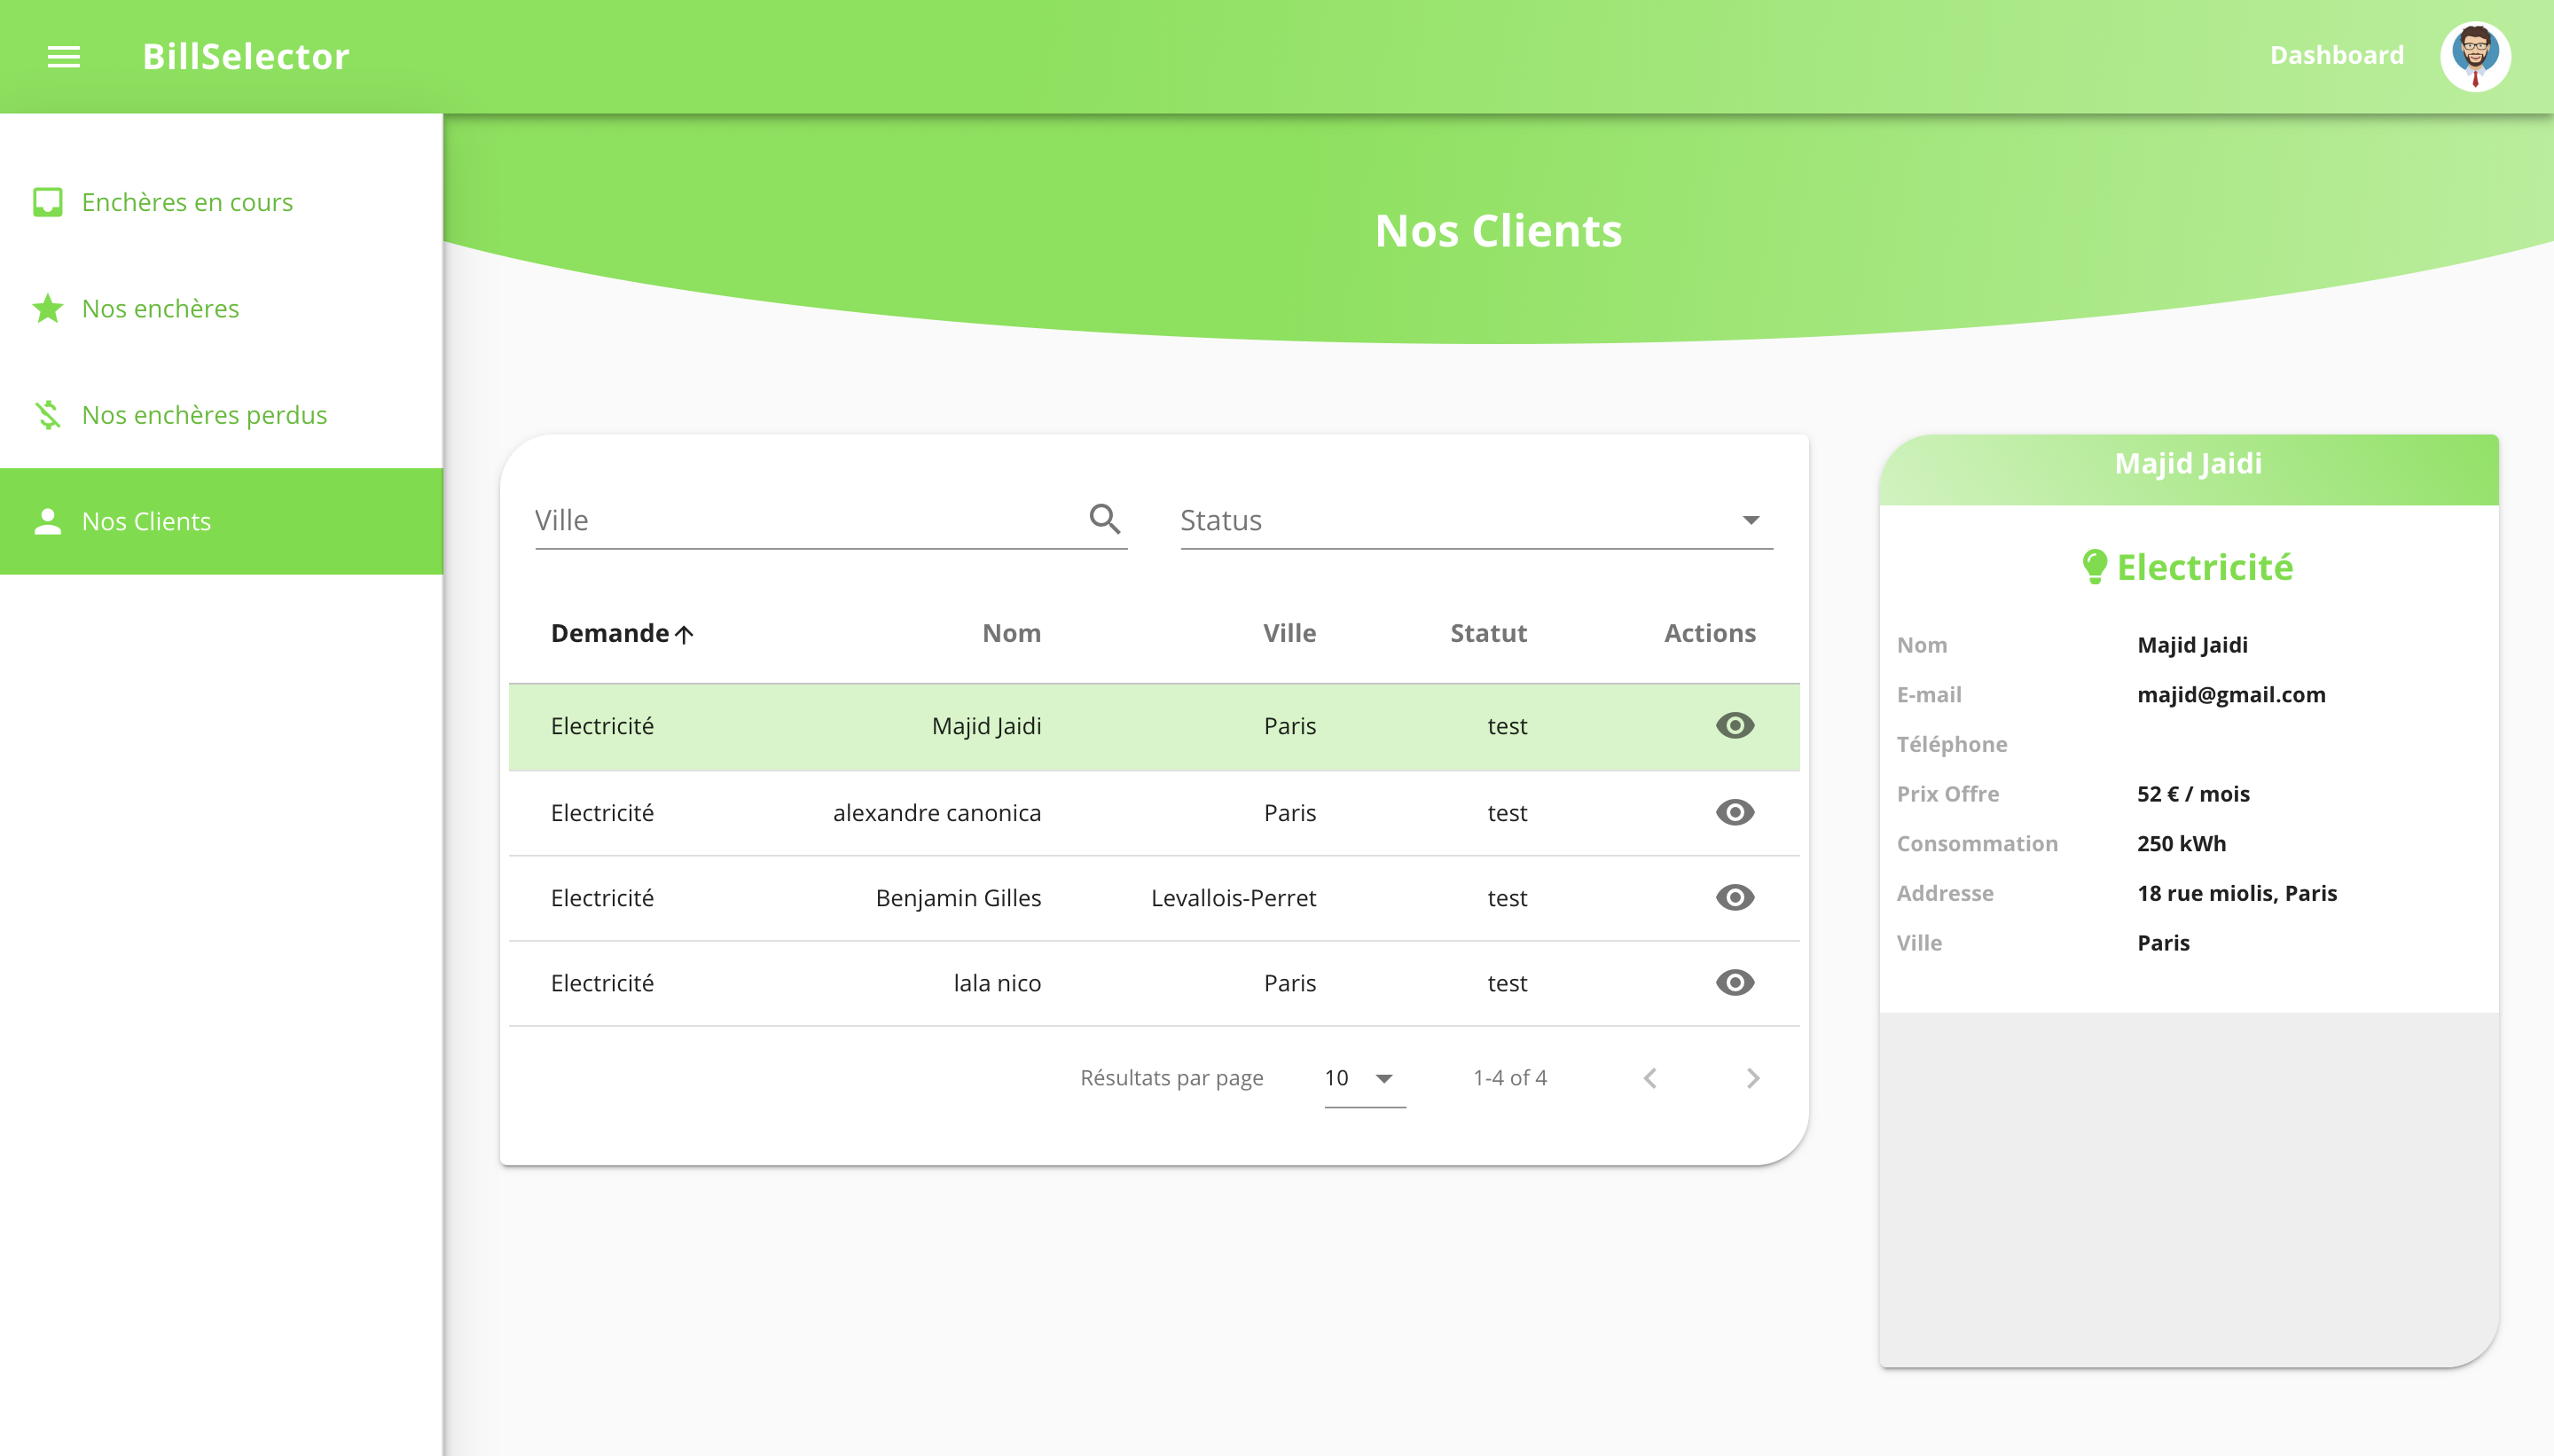 BillSelector
Dashboard
Enchères en cours
Nos enchères
Nos enchères perdus
Nos Clients
Nos Clients
Ville
Status
Demande Nom Ville Statut Actions
Electricité Majid Jaidi Paris test
Electricité alexandre canonica Paris test
Electricité Benjamin Gilles Levallois-Perret test
Electricité lala nico Paris test
Résultats par page 10 1-4 of 4
Majid Jaidi
Electricité
Nom Majid Jaidi
E-mail majid@gmail.com
Téléphone
Prix Offre 52 € / mois
Consommation 250 kWh
Addresse 18 rue miolis, Paris
Ville Paris